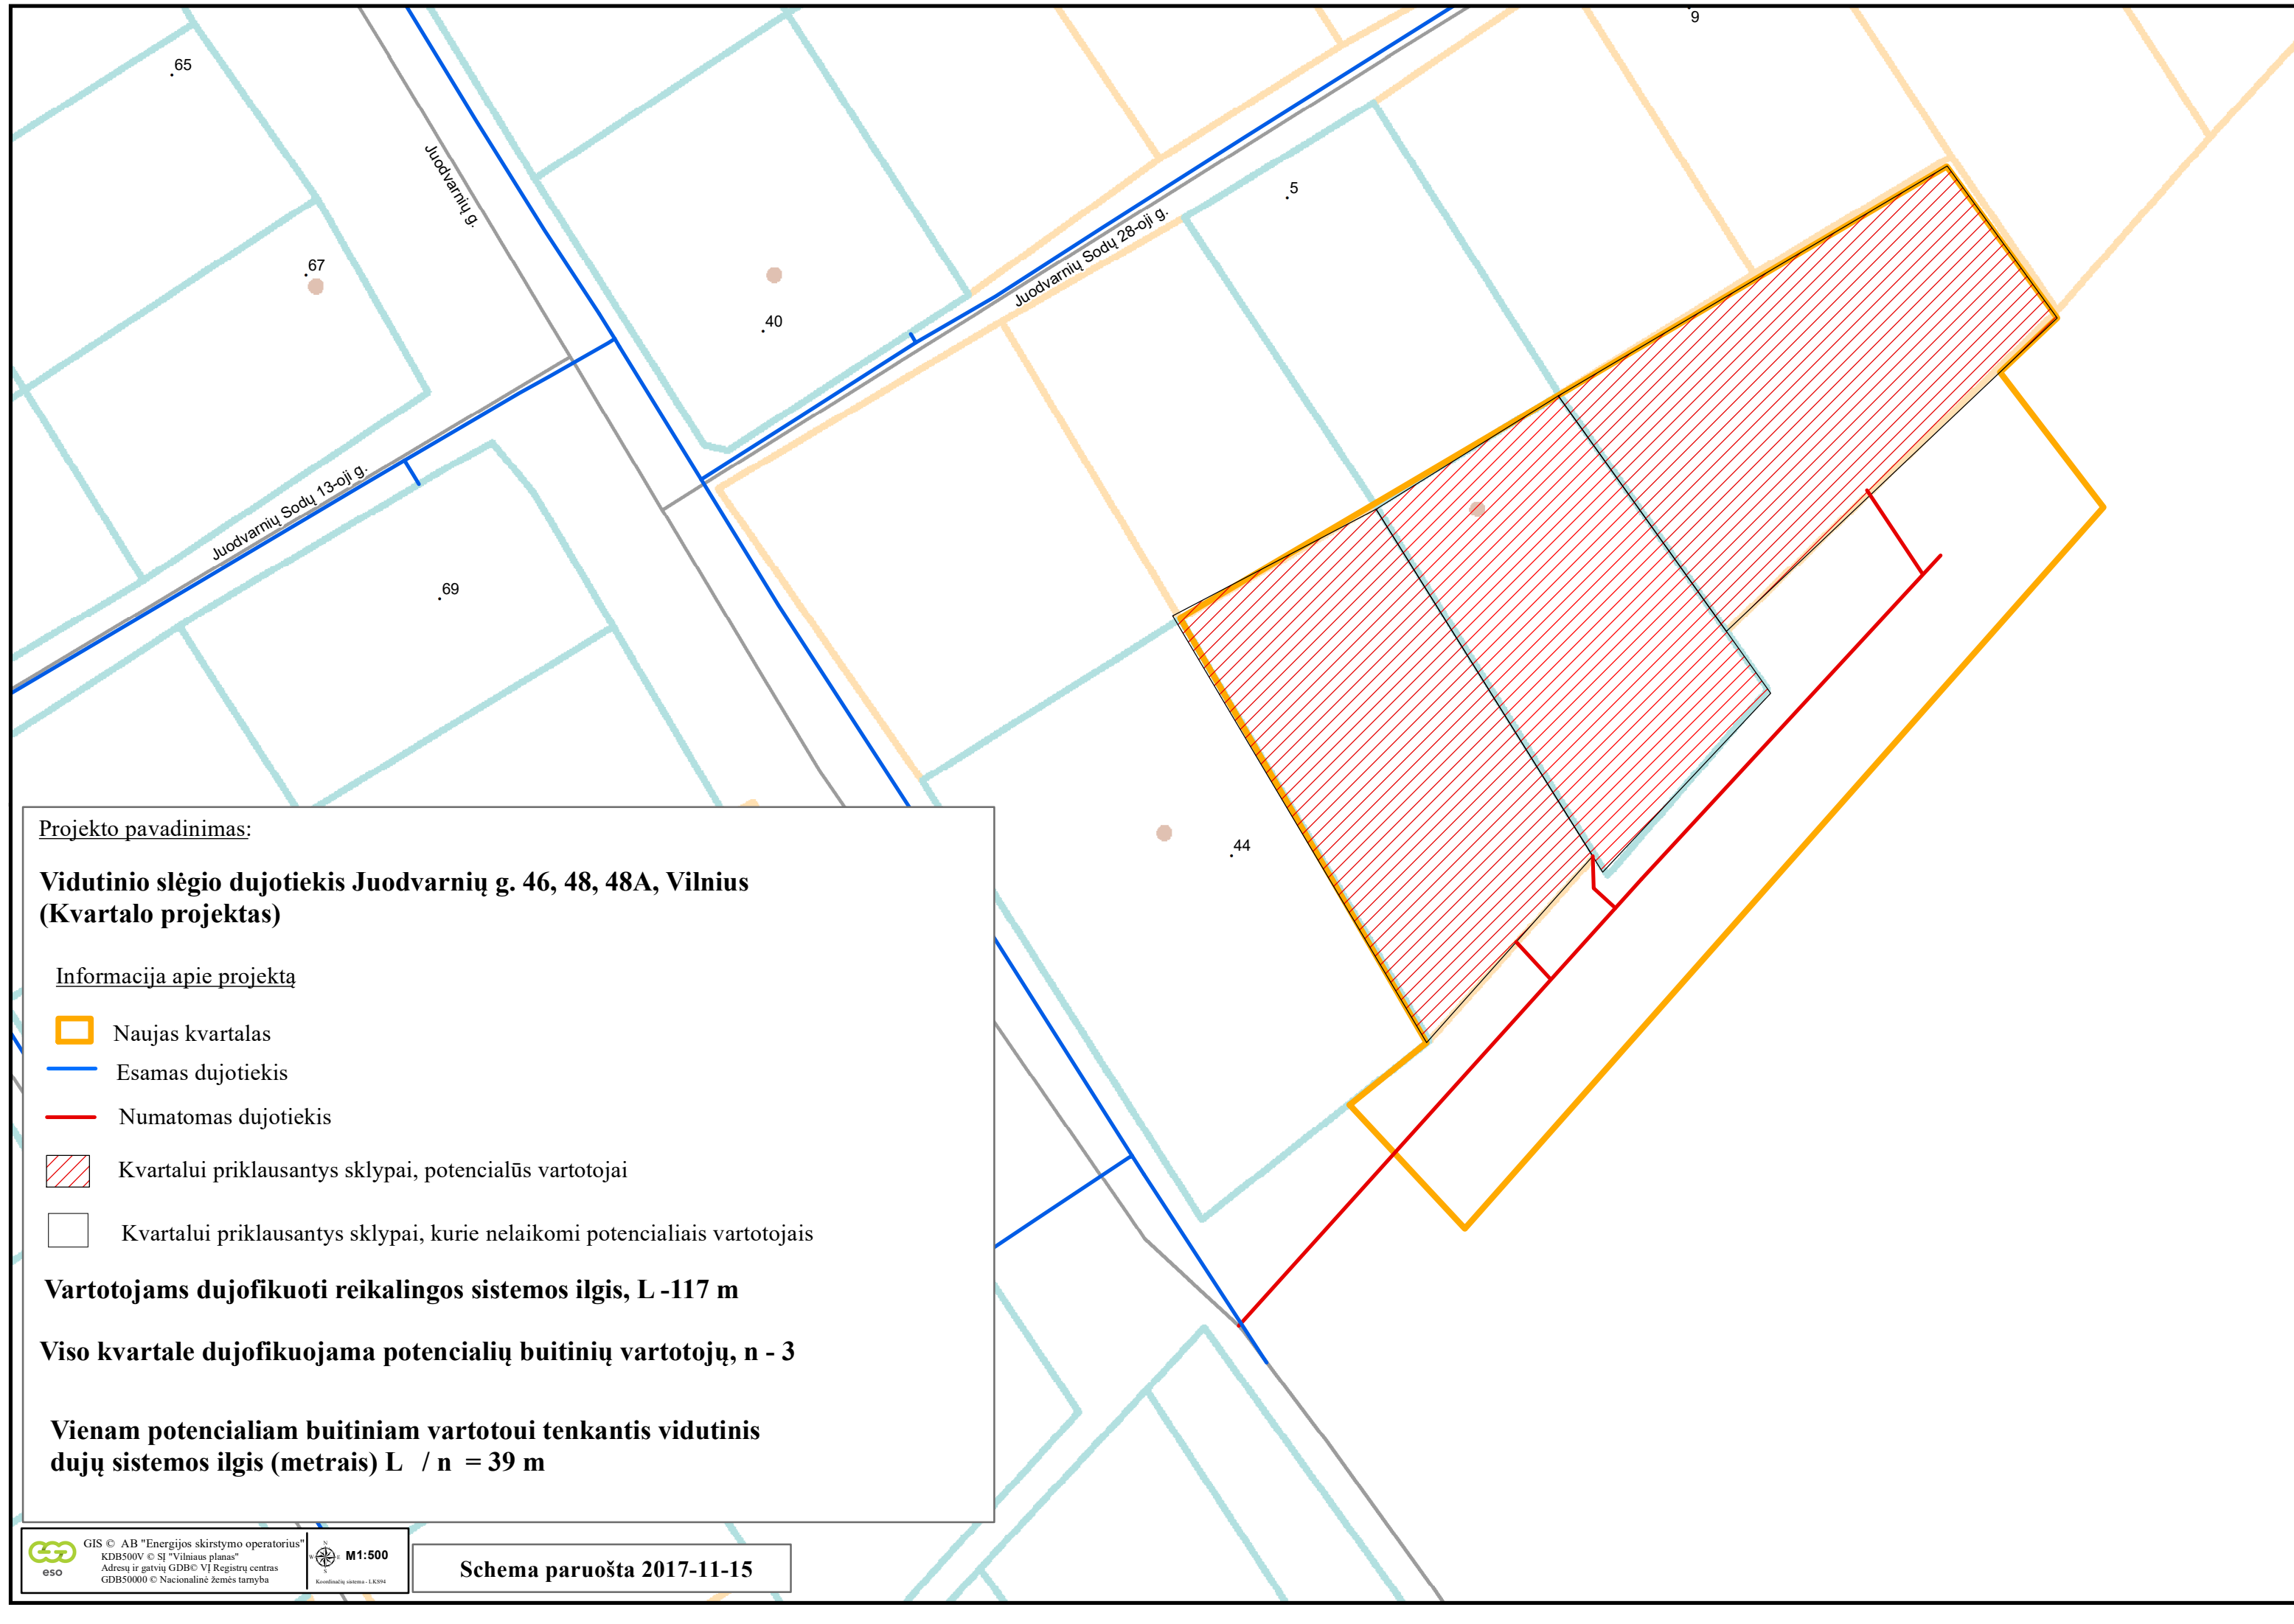 9
65
5
Juodvarnių g.
Juodvarnių Sodų 28-oji g.
67
40
Juodvarnių Sodų 13-oji g.
69
44
Projekto pavadinimas:
Vidutinio slėgio dujotiekis Juodvarnių g. 46, 48, 48A, Vilnius
(Kvartalo projektas)
Informacija apie projektą
Naujas kvartalas
Esamas dujotiekis
Numatomas dujotiekis
Kvartalui priklausantys sklypai, potencialūs vartotojai
Kvartalui priklausantys sklypai, kurie nelaikomi potencialiais vartotojais
Vartotojams dujofikuoti reikalingos sistemos ilgis, L -117 m
Viso kvartale dujofikuojama potencialių buitinių vartotojų, n - 3
Vienam potencialiam buitiniam vartotoui tenkantis vidutinis
dujų sistemos ilgis (metrais) L / n = 39 m
eso
GIS © AB "Energijos skirstymo operatorius"
KDB500V © SĮ "Vilniaus planas"
Adresų ir gatvių GDB© VĮ Registrų centras
GDB50000 © Nacionalinė žemės tarnyba
N
W E
S
M1:500
Koordinačių sistema - LKS94
Schema paruošta 2017-11-15